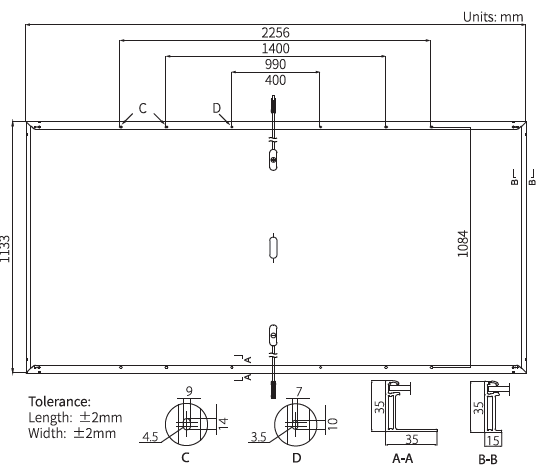 Units: mm
2256
1400
990
400
C
D
B
B
1133
1084
A
A
Tolerance:
Length: ±2mm
Width: ±2mm
9
14
4.5
C
7
10
3.5
D
35
35
A-A
35
15
B-B